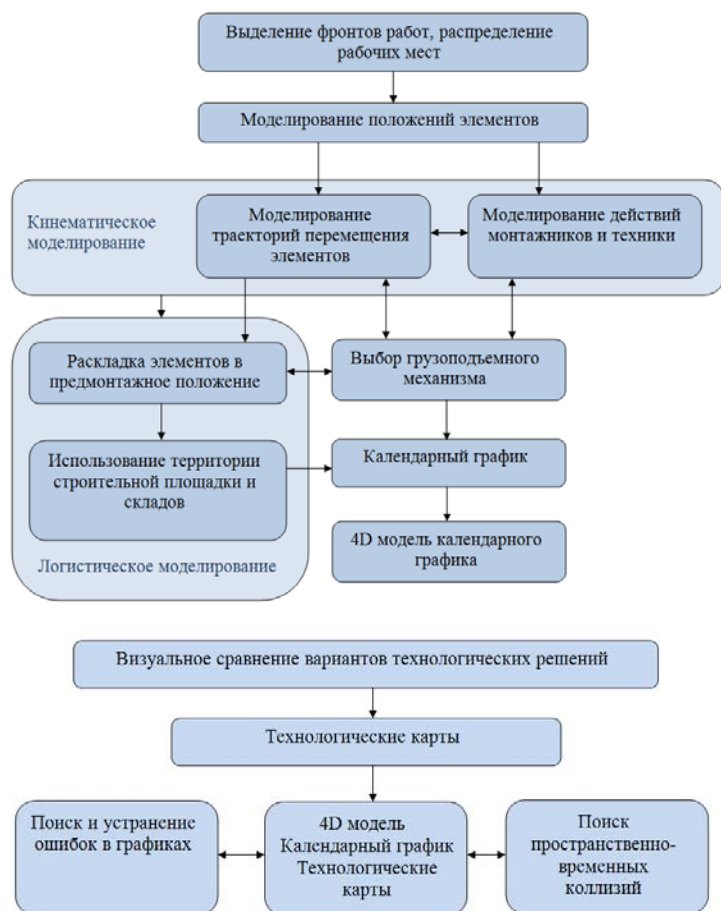 Выделение фронтов работ, распределение
рабочих мест
Моделирование положений элементов
Кинематическое
моделирование
Моделирование
траекторий перемещения
элементов
Моделирование действий
монтажников и техники
Раскладка элементов в
предмонтажное положение
Выбор грузоподъемного
механизма
Использование территории
строительной площадки и
складов
Календарный график
4D модель календарного
графика
Логистическое моделирование
Визуальное сравнение вариантов технологических решений
Технологические карты
Поиск и устранение
ошибок в графиках
4D модель
Календарный график
Технологические
карты
Поиск
пространственно-
временных
коллизий